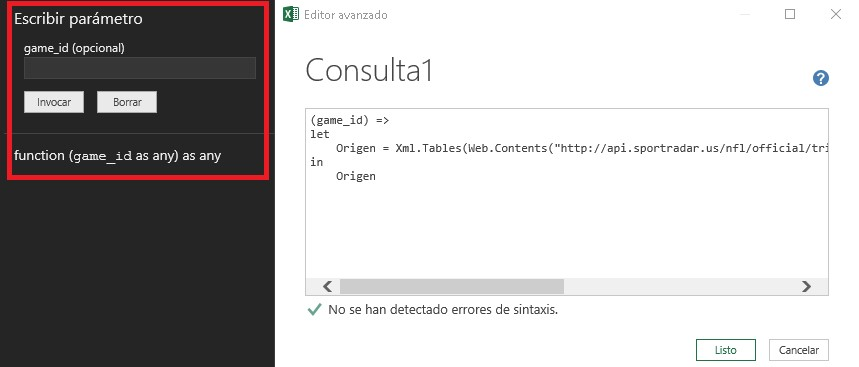 Escribir parámetro
game_id (opcional)
Invocar Borrar
function (game_id as any) as any
Editor avanzado
Consulta1
(game_id) =>
let
Origen = Xml.Tables(Web.Contents("http://api.sportradar.us/nfl/official/tri
in
Origen
No se han detectado errores de sintaxis.
Listo Cancelar